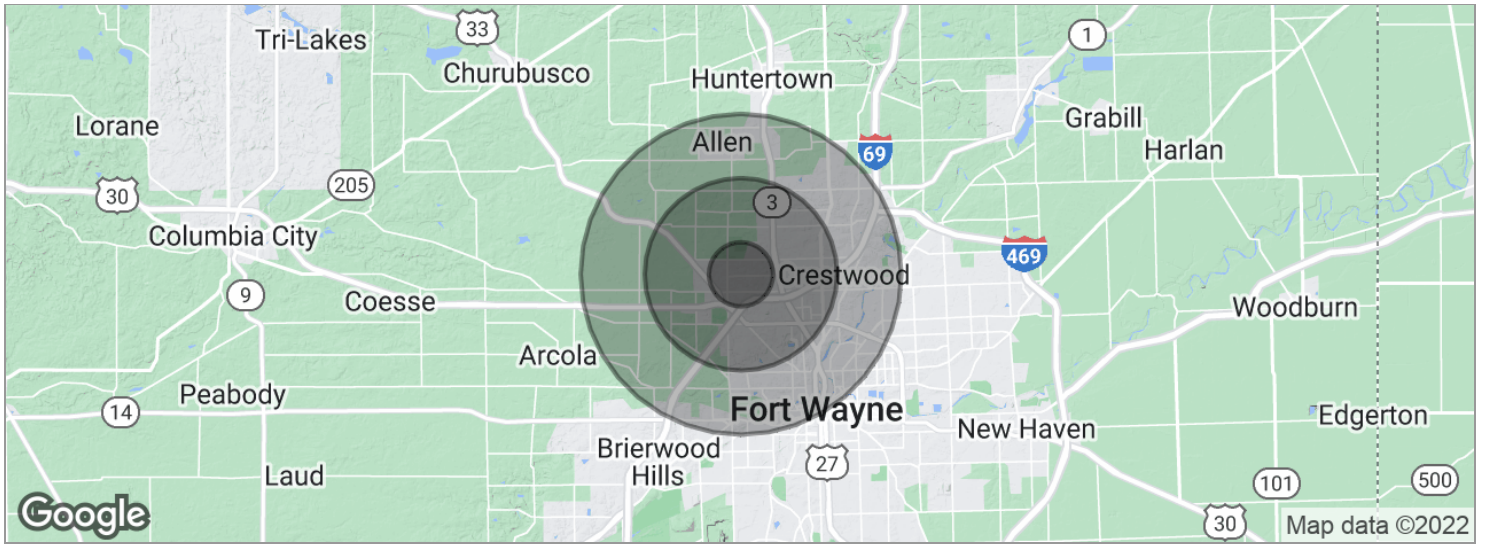 33
1
Tri-Lakes
Churubusco
Huntertown
Grabill
Lorane
Allen
69
Harlan
30
205
3
Columbia City
469
Crestwood
9
Coesse
Woodburn
Arcola
Peabody
14
Fort Wayne
Edgerton
New Haven
Brierwood
Hills
27
Laud
101
500
Google
30
Map data ©2022